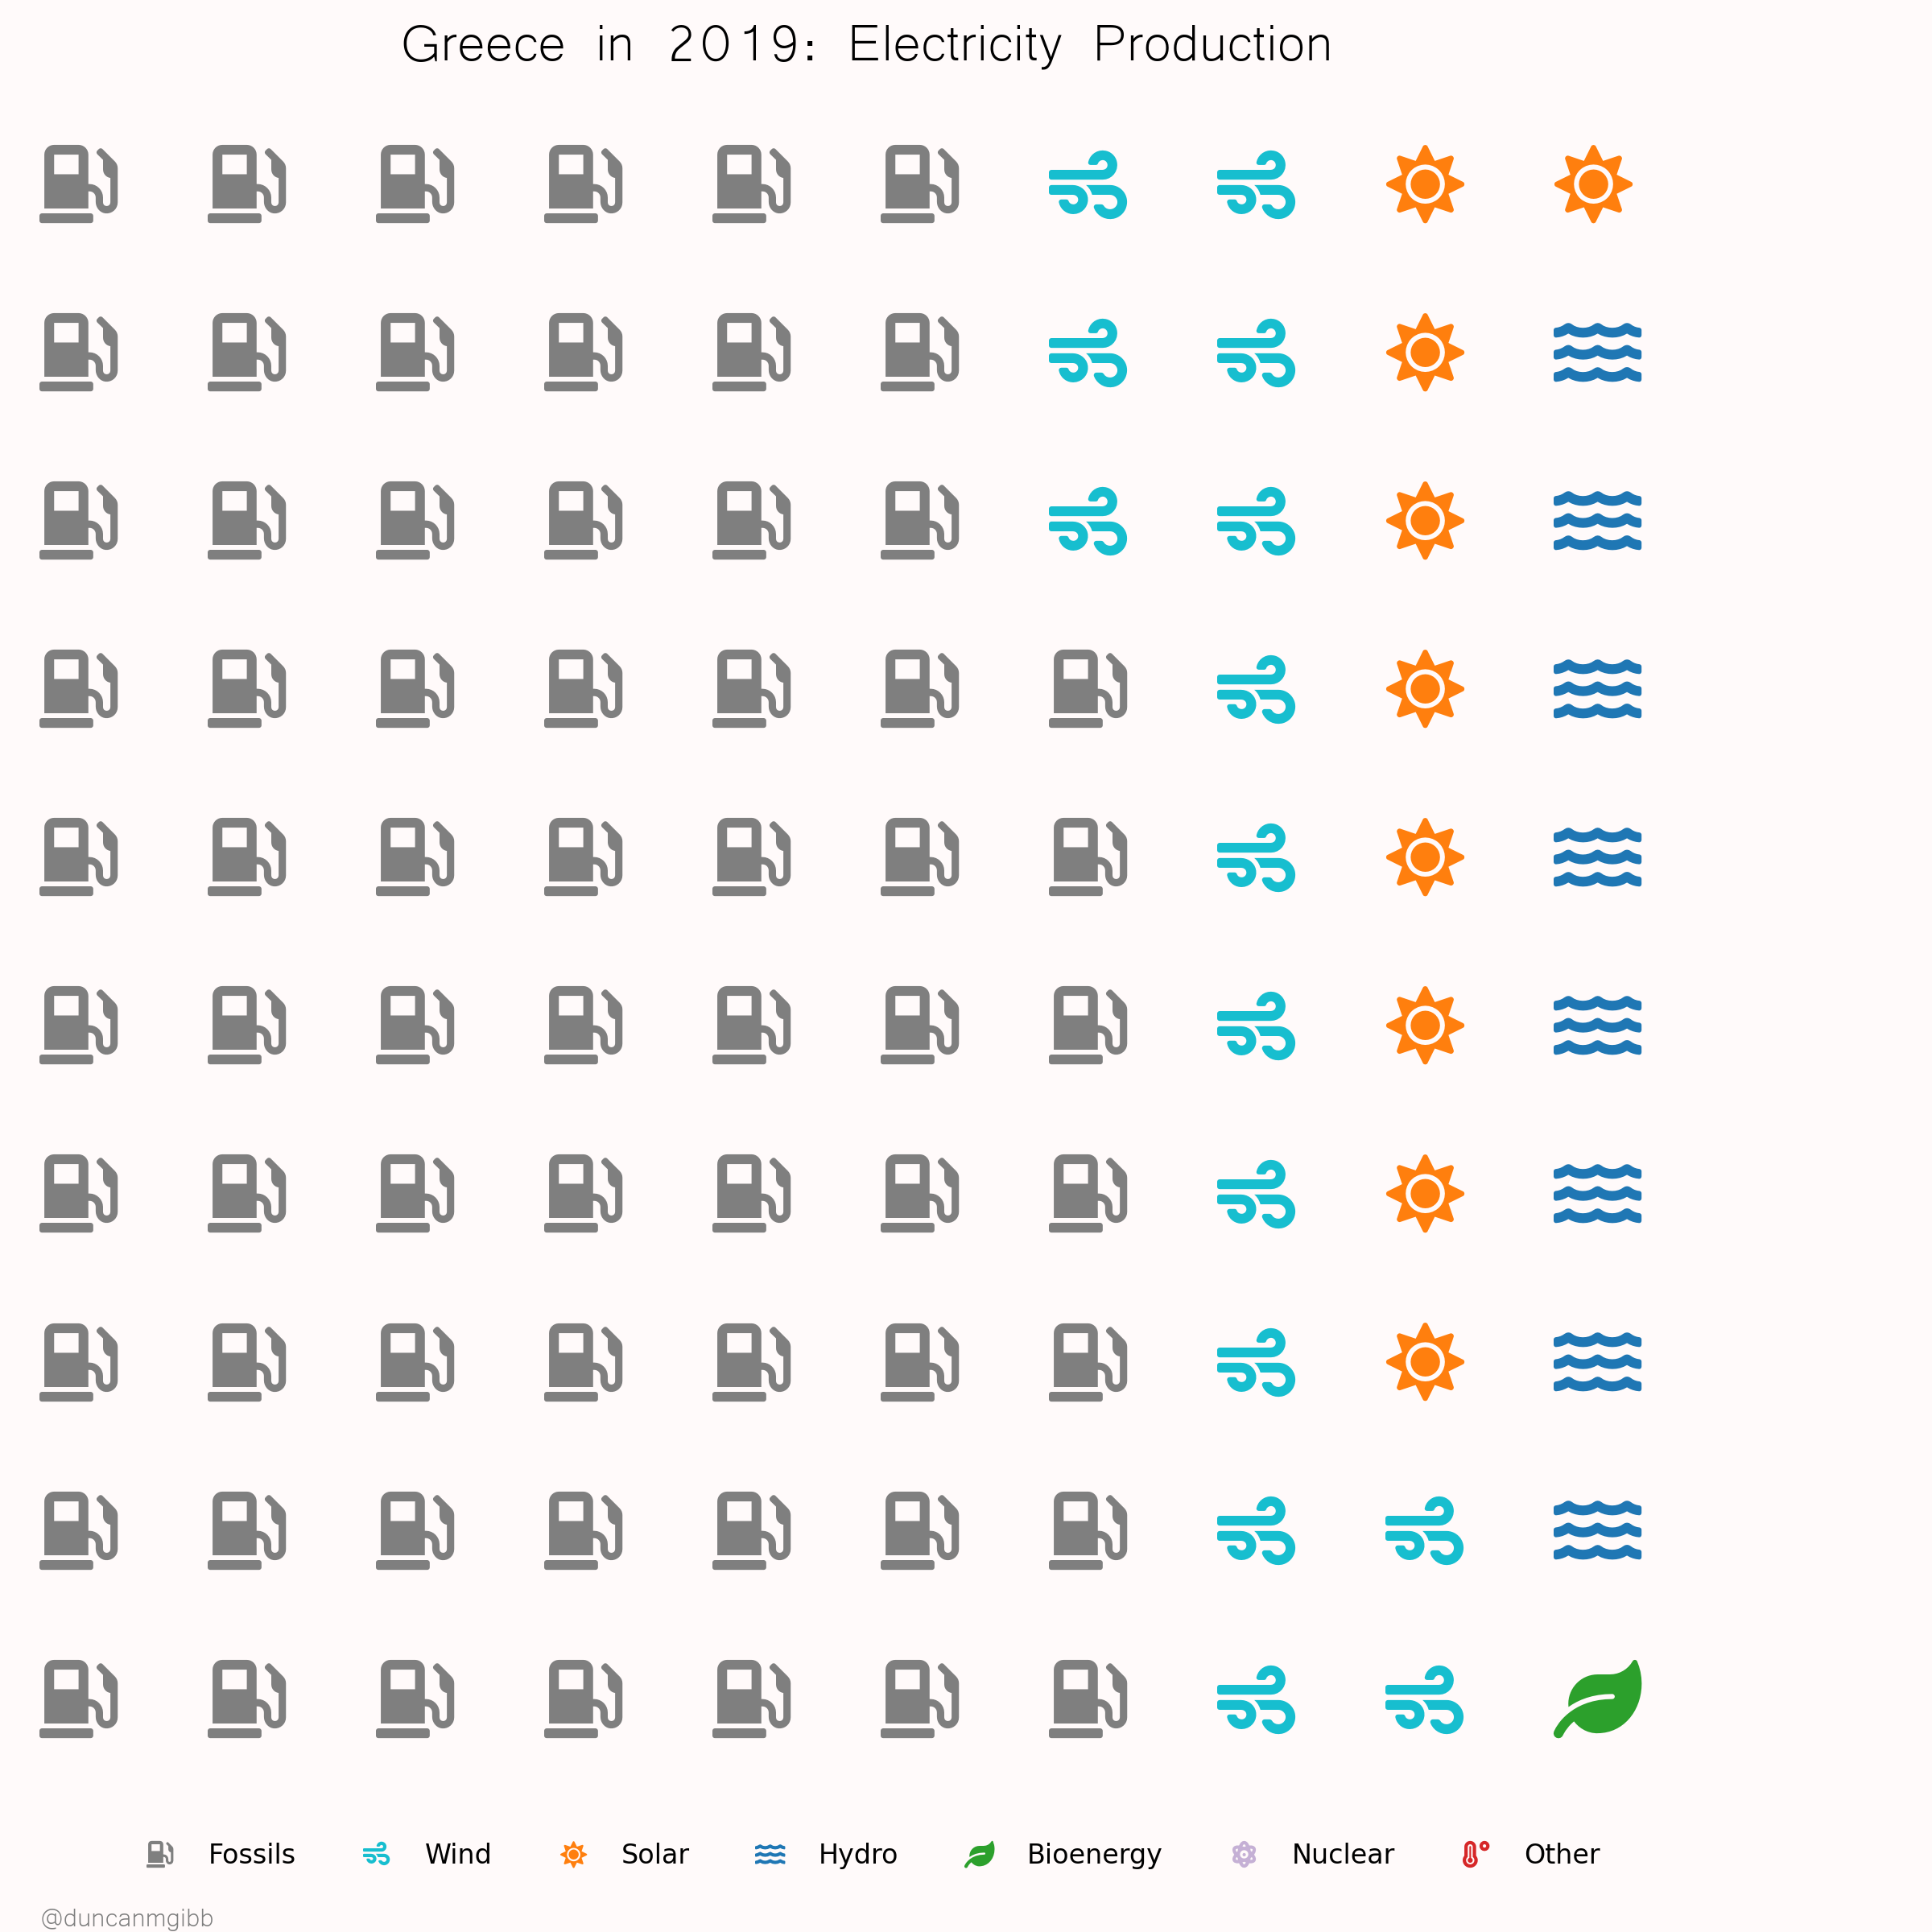 Greece in 2019: Electricity Production
Fossils Wind Solar Hydro Bioenergy Nuclear Other
@duncanmgibb